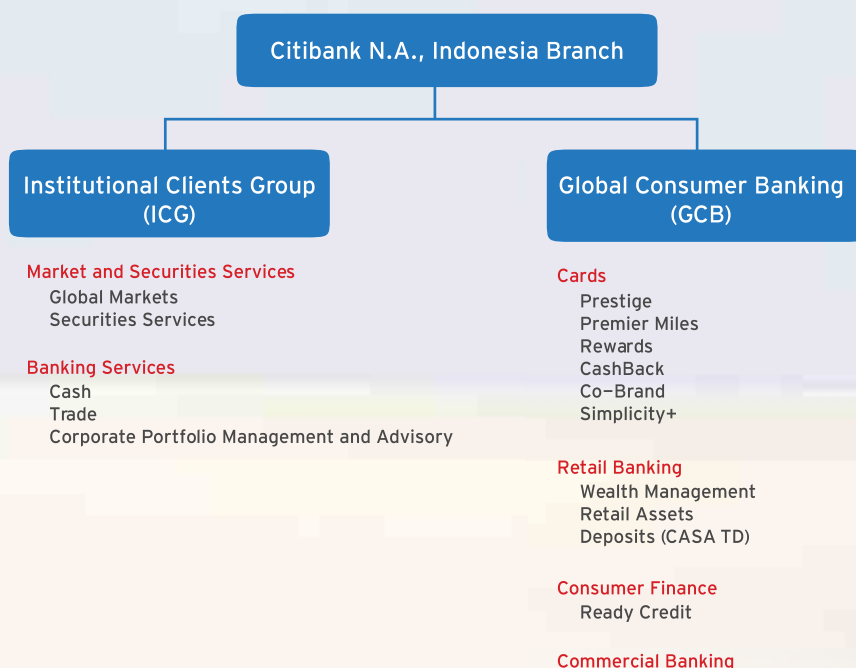 Citibank N.A., Indonesia Branch
Institutional Clients Group
(ICG)
Market and Securities Services
Global Markets
Securities Services
Banking Services
Cash
Trade
Corporate Portfolio Management and Advisory
Global Consumer Banking
(GCB)
Cards
Prestige
Premier Miles
Rewards
CashBack
Co–Brand
Simplicity+
Retail Banking
Wealth Management
Retail Assets
Deposits (CASA TD)
Consumer Finance
Ready Credit
Commercial Banking